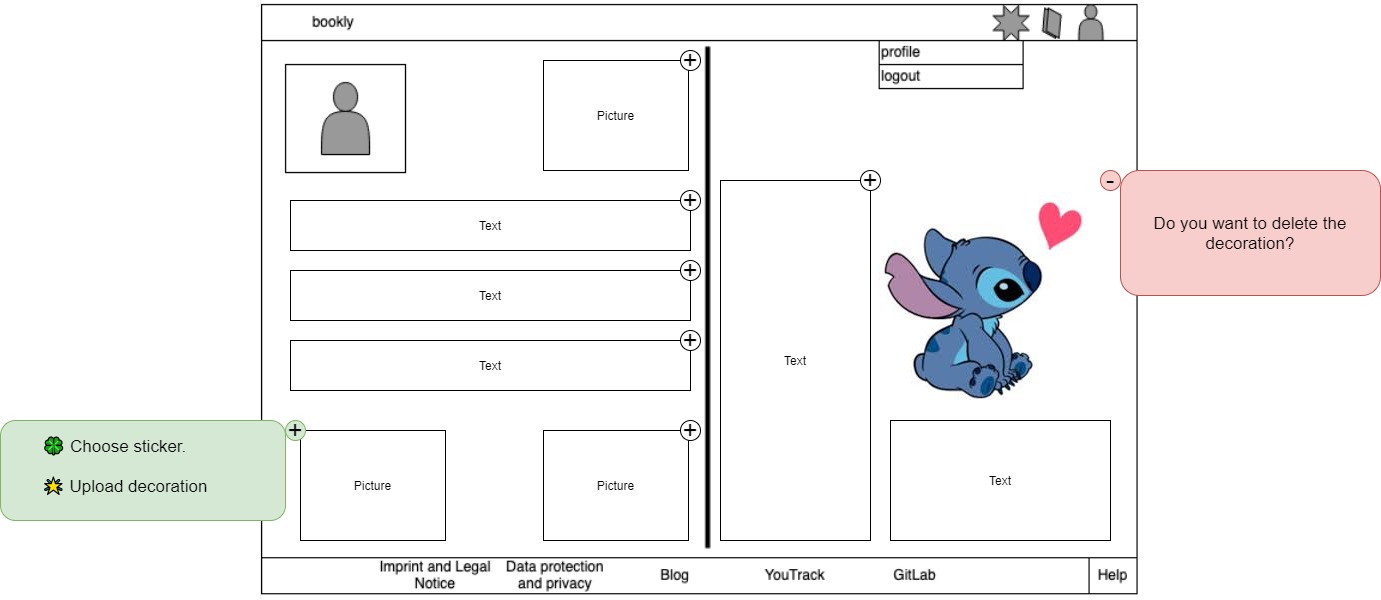 bookly
profile
logout
+
Picture
+
Text
+
Text
+
Text
+
Choose sticker.
Upload decoration
+
Picture
+
Picture
+
Text
-
Do you want to delete the
decoration?
Text
Imprint and Legal
Notice
Data protection
and privacy
Blog
YouTrack
GitLab
Help